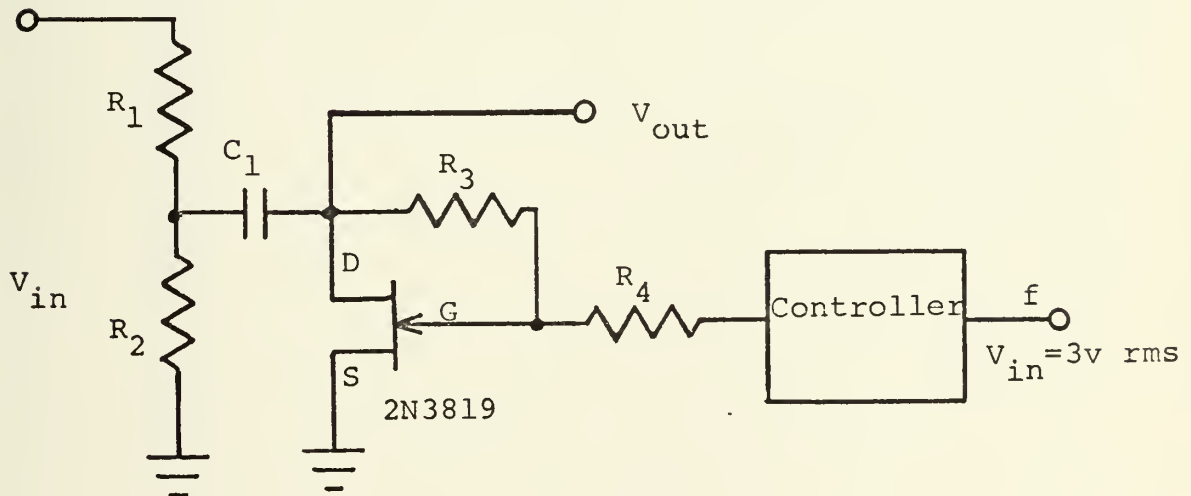 R1
C1
Vout
R3
D
Vin
R4
Controller
f
G
R2
Vin=3v rms
S
2N3819